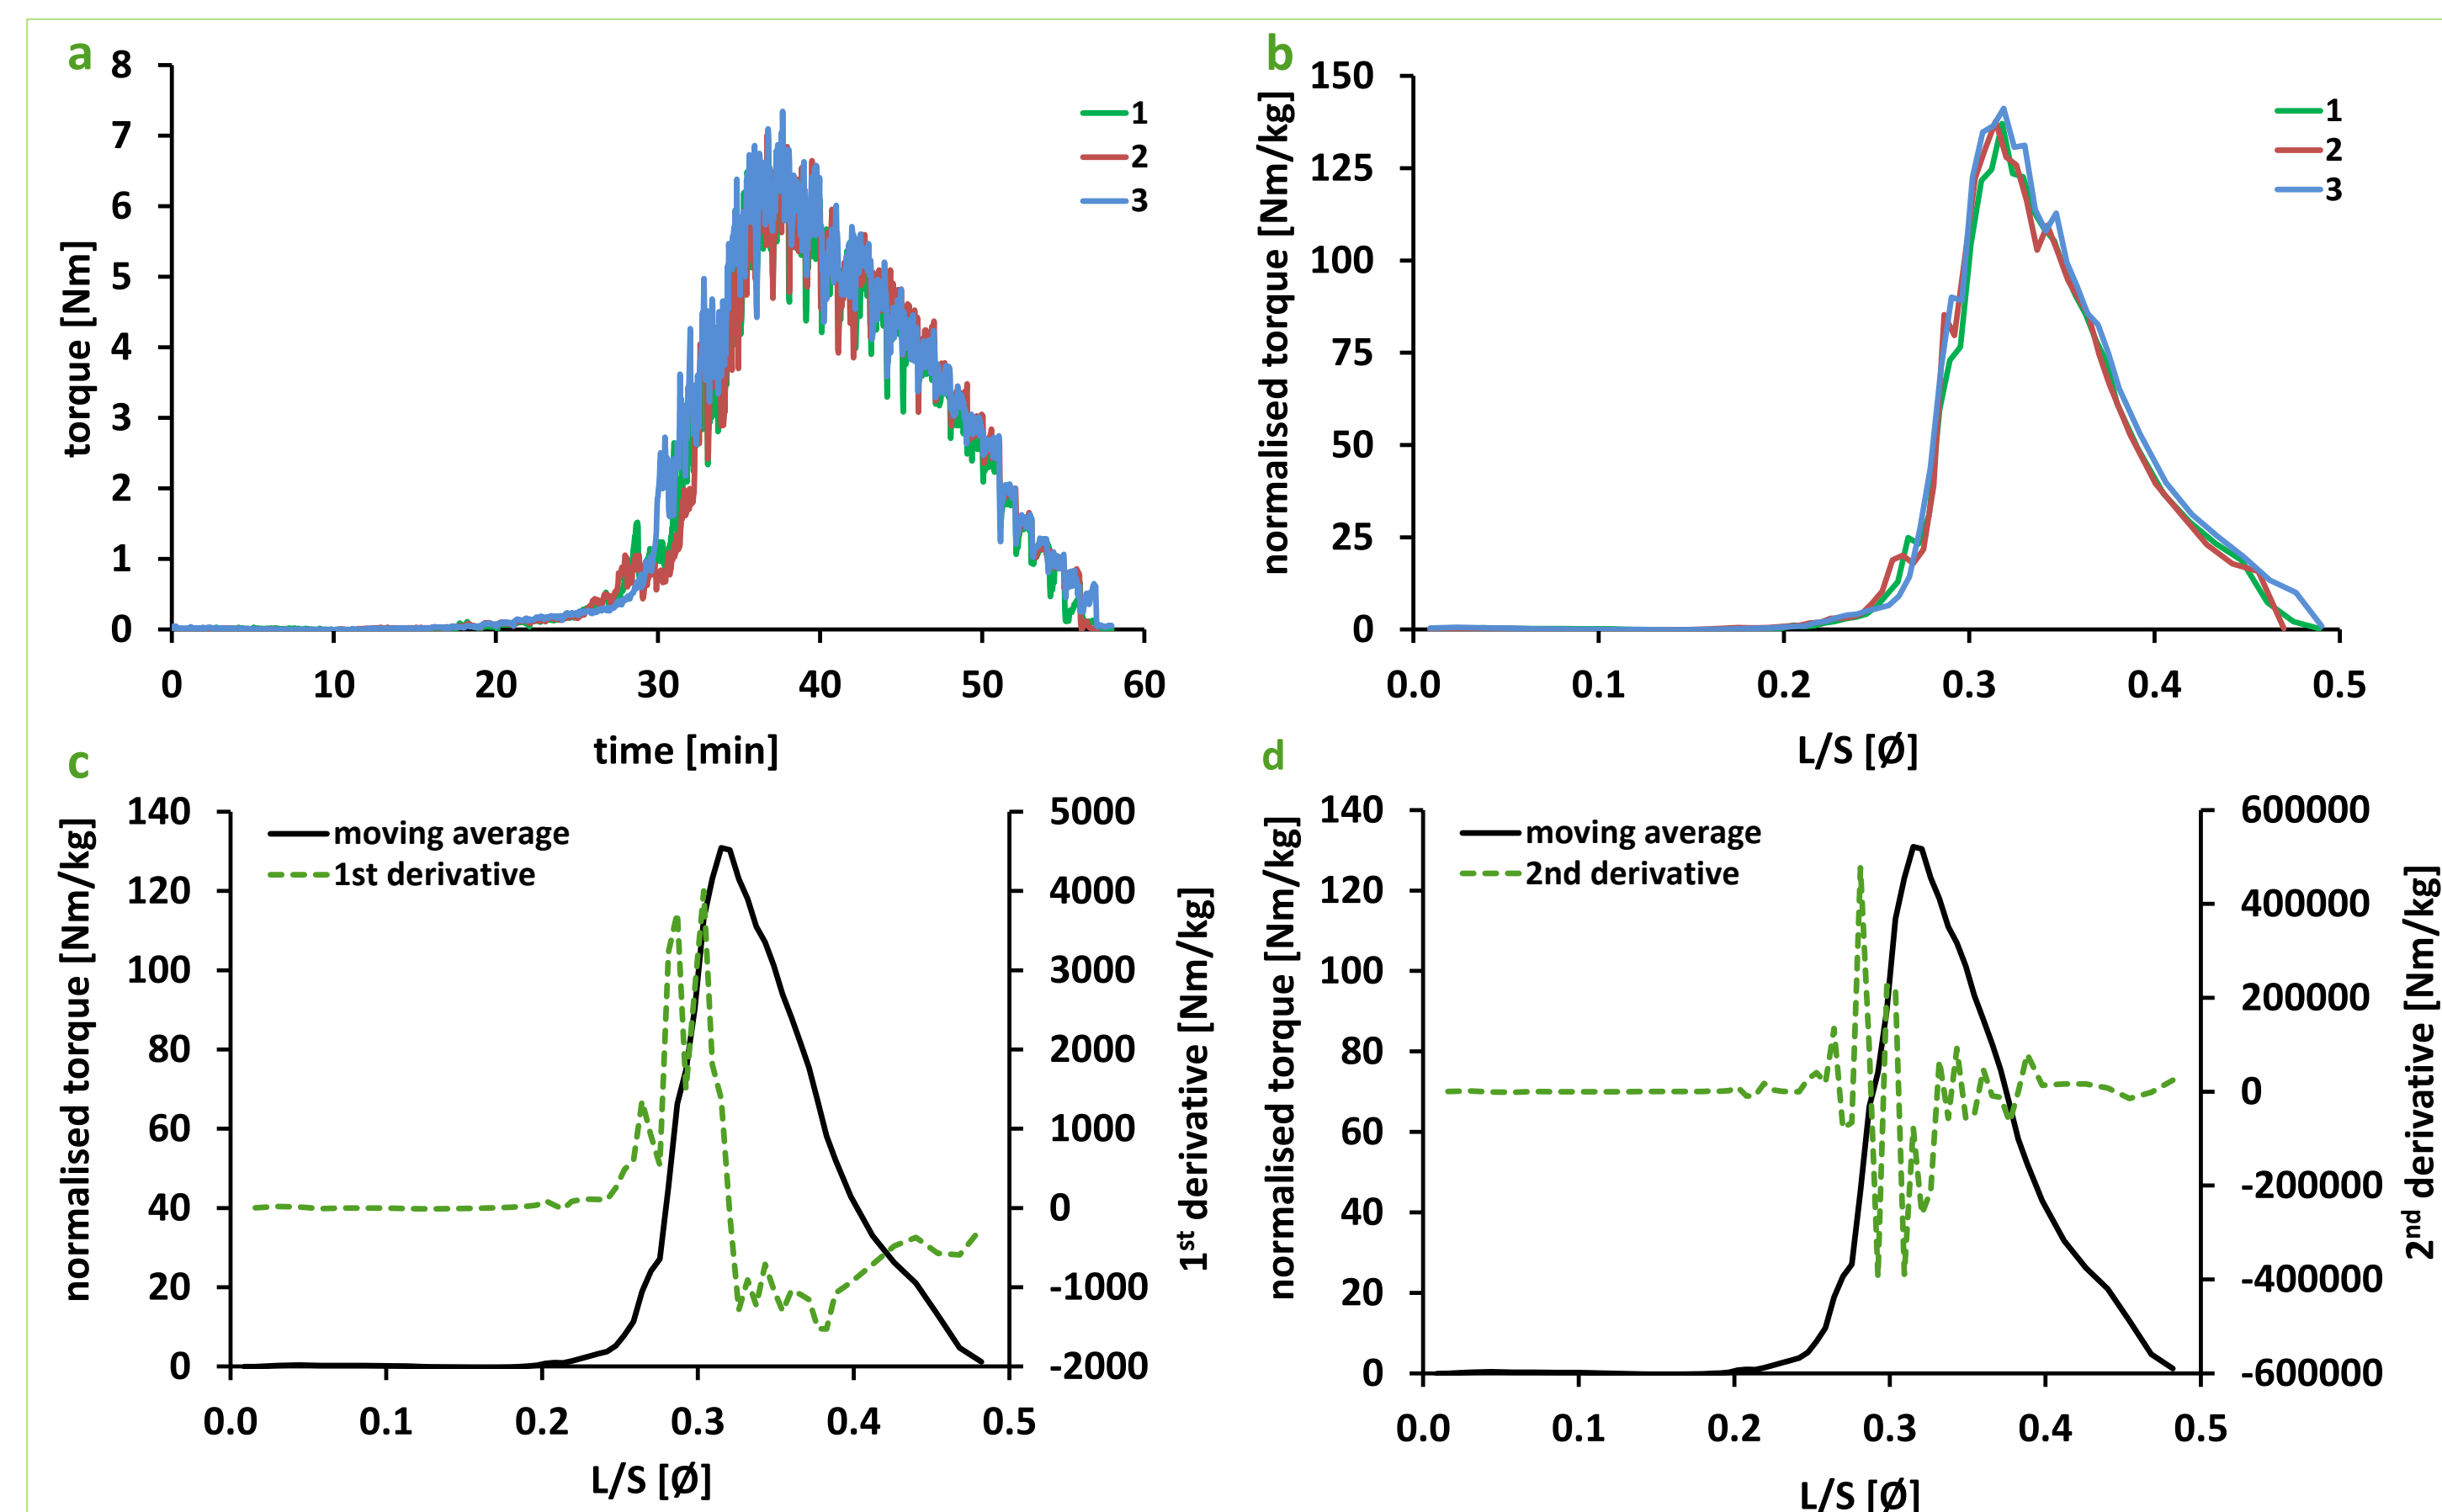 a
8
7
6
5
4
3
2
1
0
torque [Nm]
1
2
3
0 10 20 30 40 50 60
time [min]
b
150
125
100
75
50
25
0
normalised torque [Nm/kg]
1
2
3
0.0 0.1 0.2 0.3 0.4 0.5
L/S [Ø]
c
140
120
100
80
60
40
20
0
normalised torque [Nm/kg]
moving average
1st derivative
5000
4000
3000
2000
1000
0
-1000
-2000
1st derivative [Nm/kg]
0.0 0.1 0.2 0.3 0.4 0.5
L/S [Ø]
d
140
120
100
80
60
40
20
0
normalised torque [Nm/kg]
moving average
2nd derivative
600000
400000
200000
0
-200000
-400000
-600000
2nd derivative [Nm/kg]
0.0 0.1 0.2 0.3 0.4 0.5
L/S [Ø]